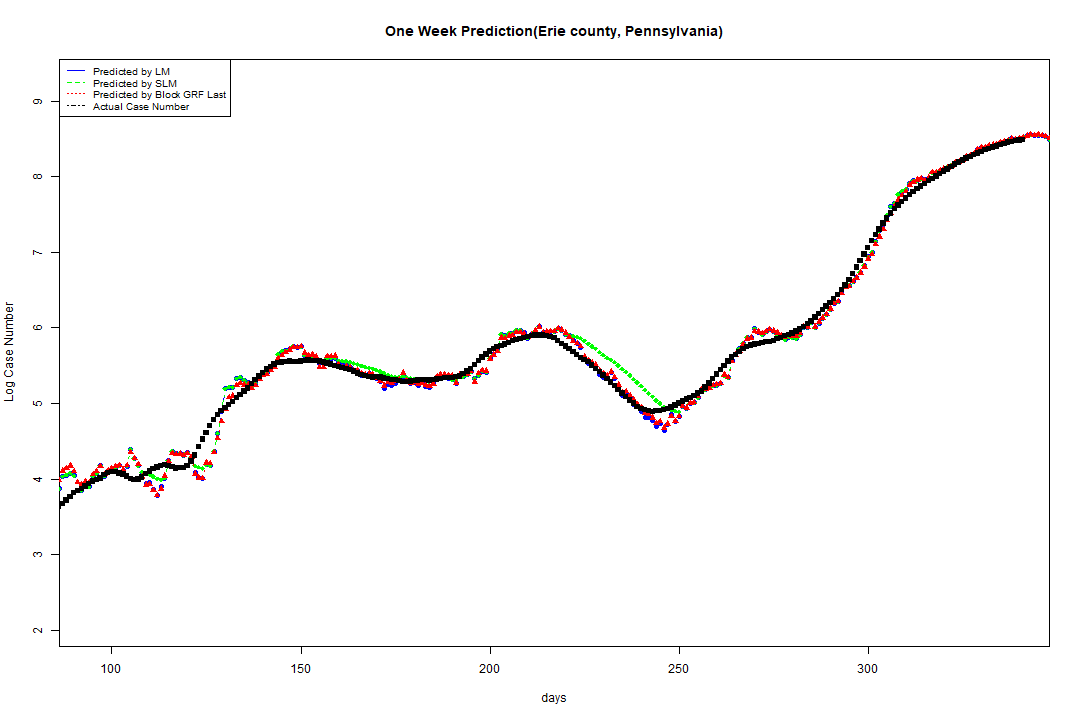 One Week Prediction(Erie county, Pennsylvania)
Predicted by LM
Predicted by SLM
Predicted by Block GRF Last
Actual Case Number
9
8
7
6
5
4
3
2
Log Case Number
100 150 200 250 300
days